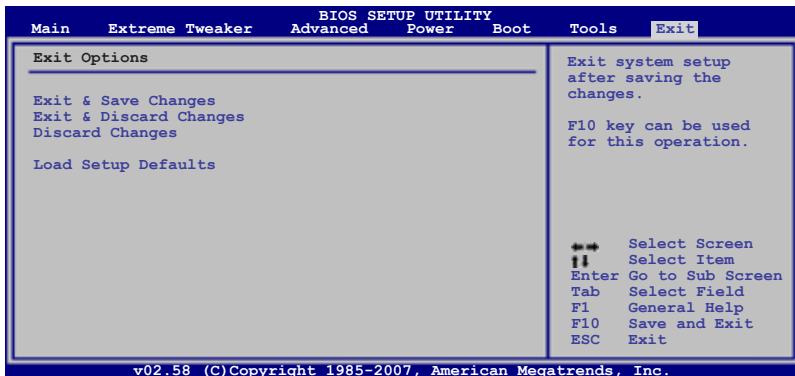 BIOS SETUP UTILITY
Main Extreme Tweaker Advanced Power Boot Tools Exit
Exit Options
Exit & Save Changes
Exit & Discard Changes
Discard Changes
Load Setup Defaults
Exit system setup
after saving the
changes.
F10 key can be used
for this operation.
Select Screen
Select Item
Enter Go to Sub Screen
Tab Select Field
F1 General Help
F10 Save and Exit
ESC Exit
v02.58 (C)Copyright 1985-2007, American Megatrends, Inc.